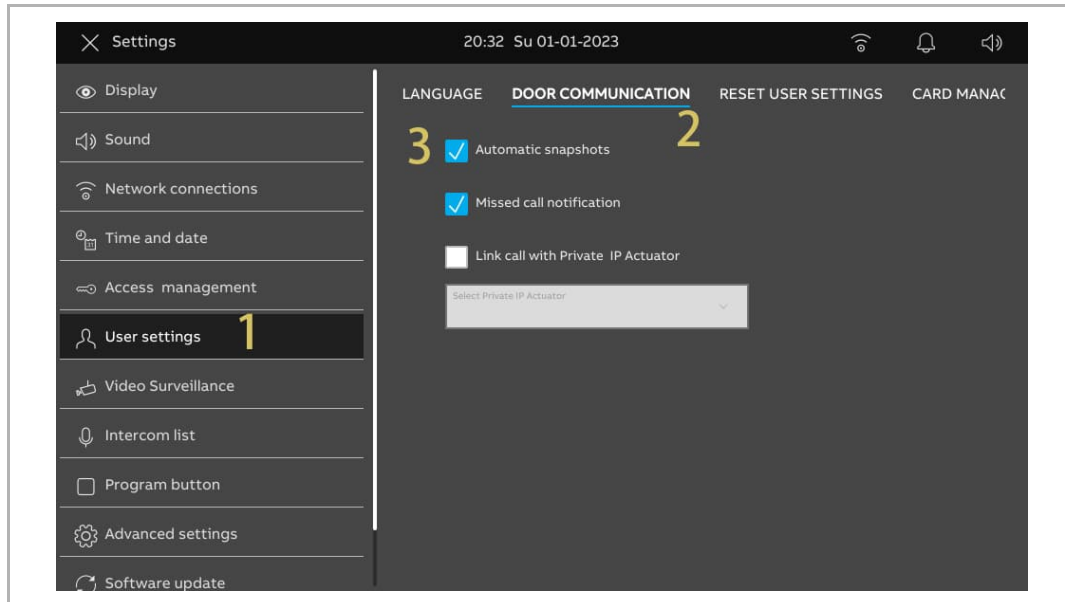 Settings
20:32 Su 01-01-2023
Display
Sound
Network connections
Time and date
Access management
User settings
1
Video Surveillance
Intercom list
Program button
Advanced settings
Software update
LANGUAGE DOOR COMMUNICATION RESET USER SETTINGS CARD MANAC
2
3
Automatic snapshots
Missed call notification
Link call with Private IP Actuator
Select Private IP Actuator